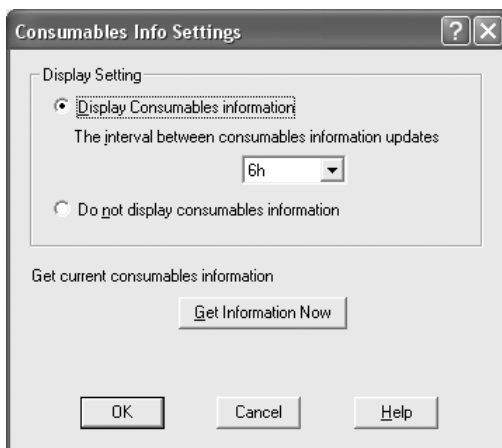 Consumables Info Settings
Display Setting
Display Consumables information
The interval between consumables information updates
6h
Do not display consumables information
Get current consumables information
Get Information Now
OK Cancel Help